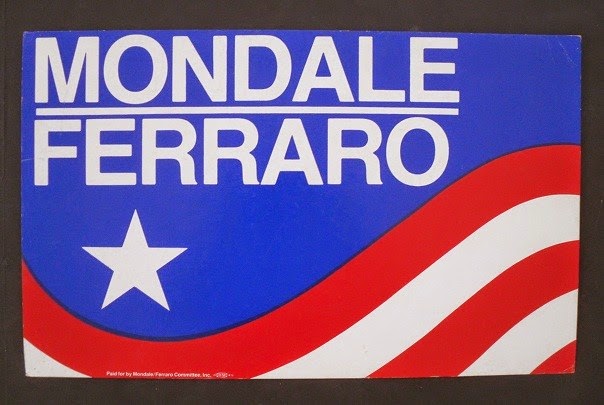 MONDALE
FERRARO
Paid for by Mondale/Ferraro Committee, Inc.